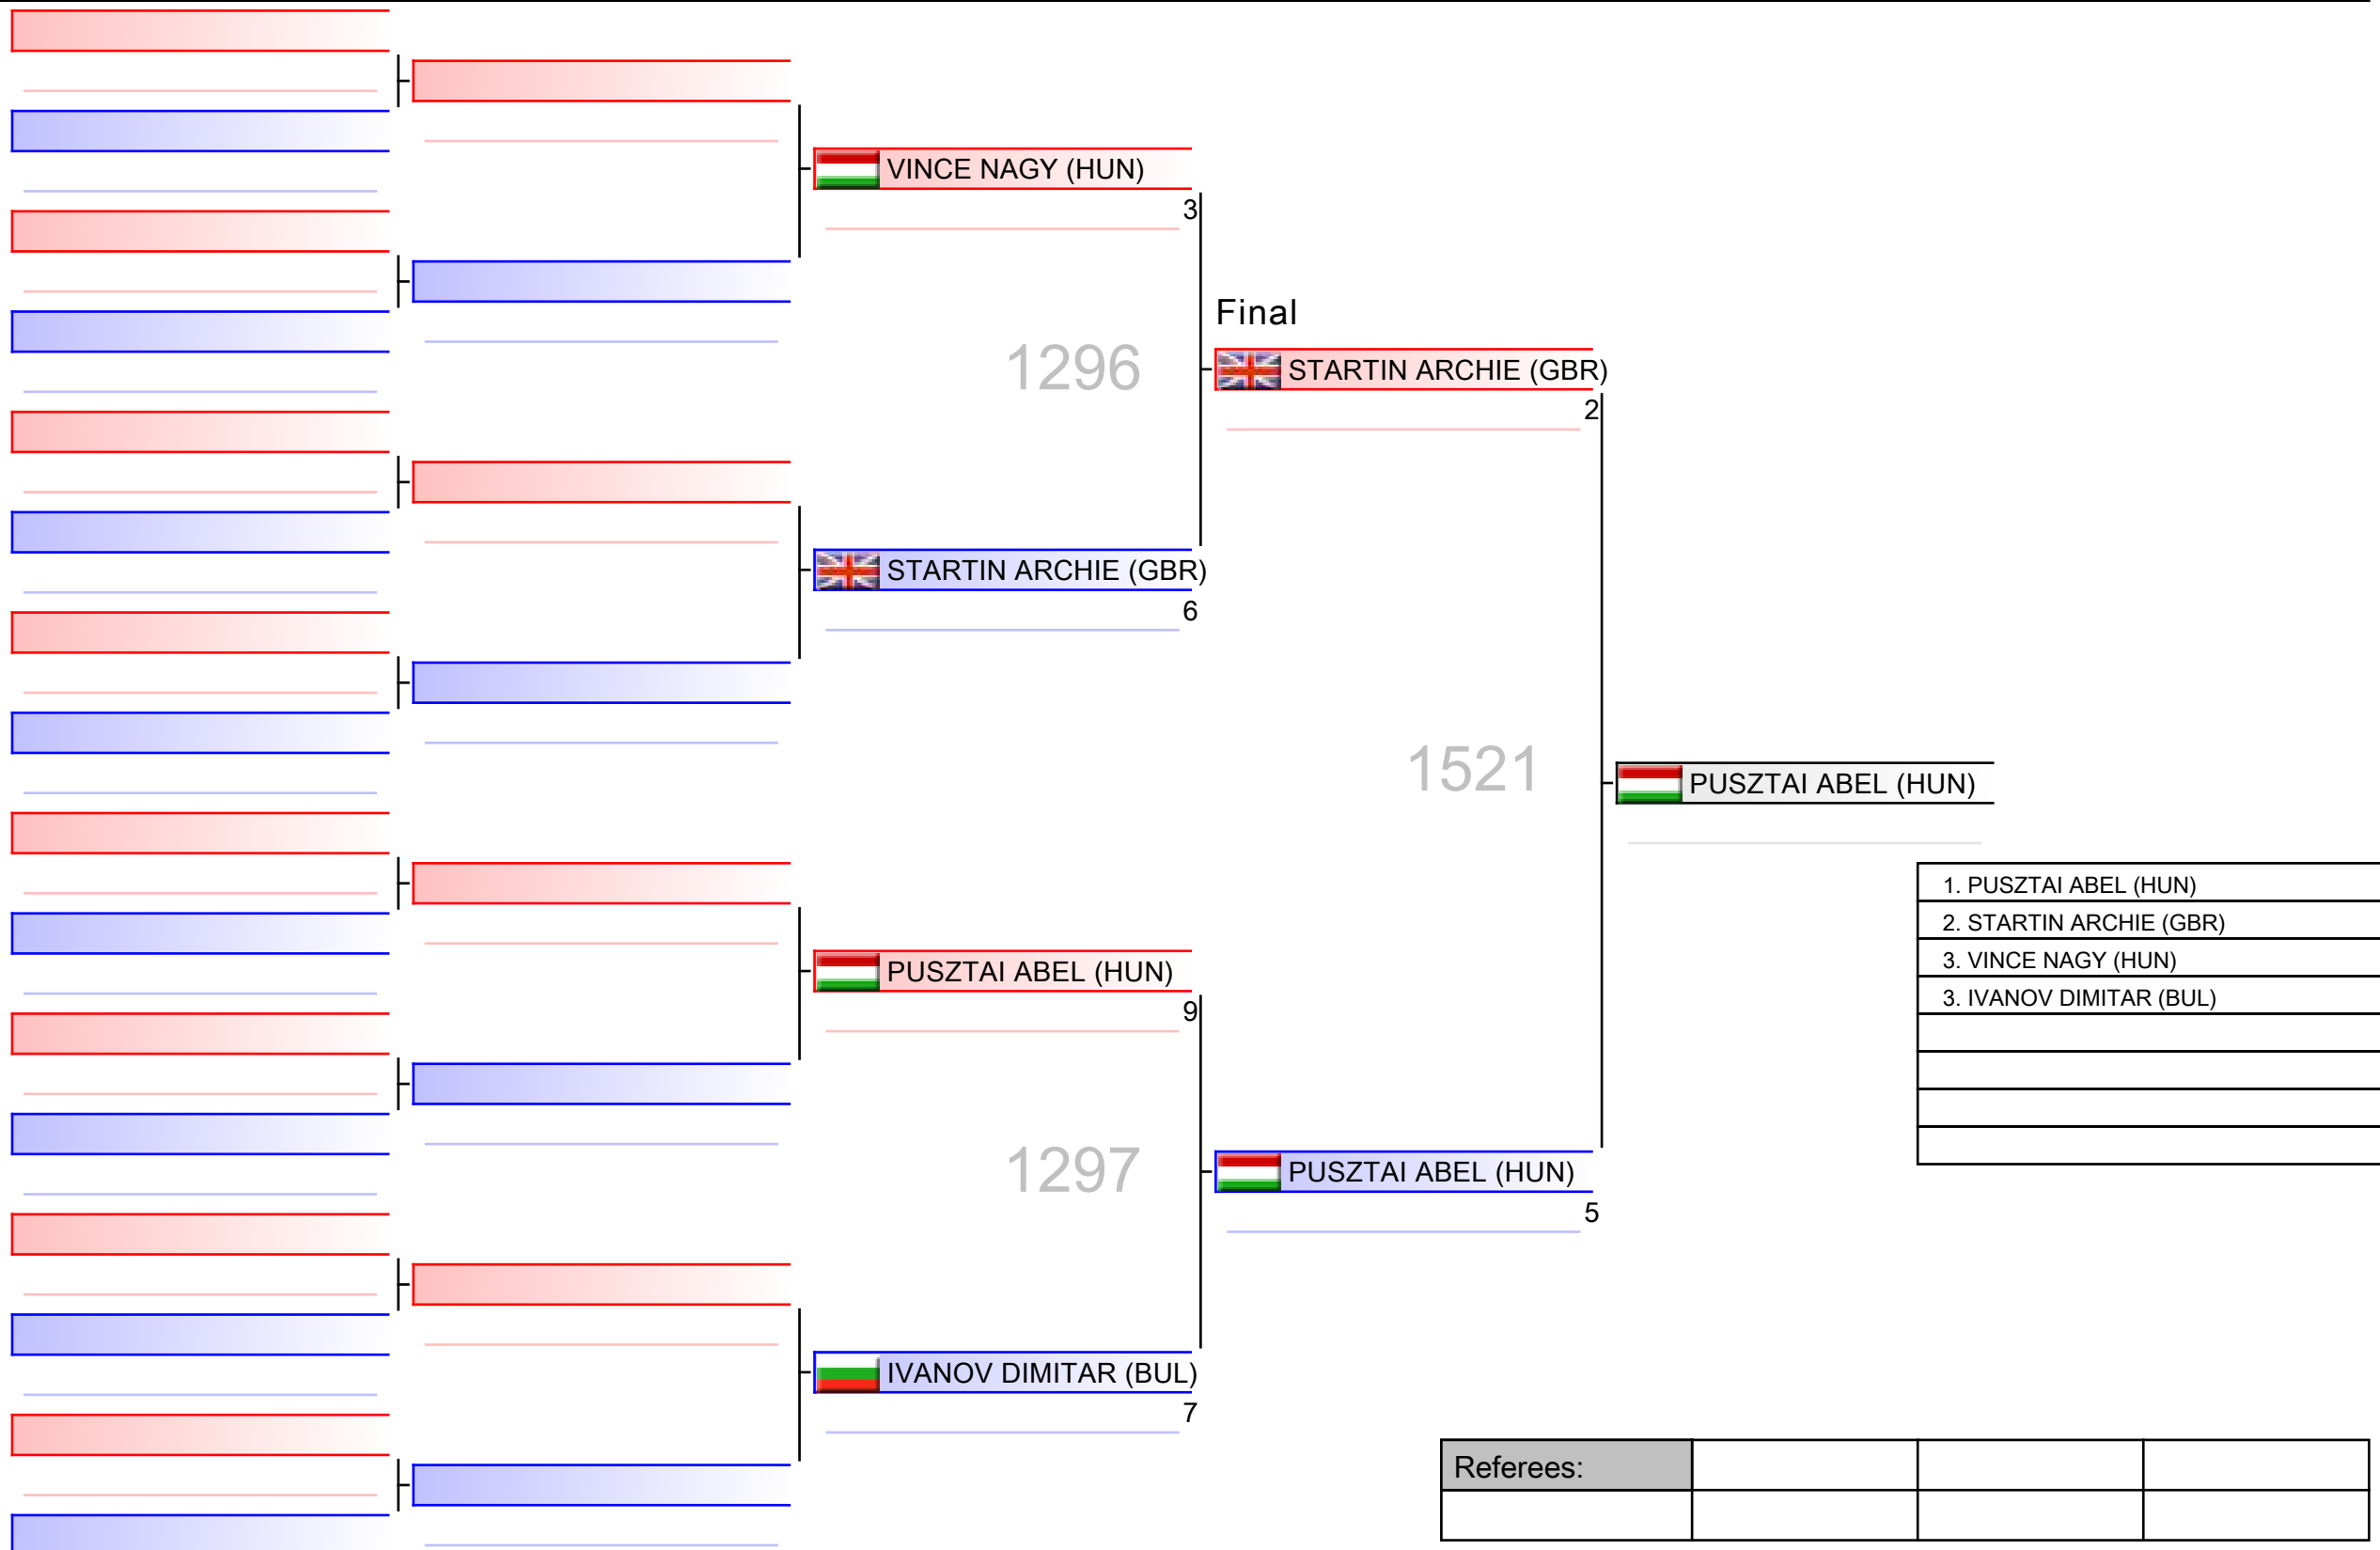 VINCE NAGY (HUN)
3
1296
STARTIN ARCHIE (GBR)
6
Final
STARTIN ARCHIE (GBR)
2
1521
PUSZTAI ABEL (HUN)
PUSZTAI ABEL (HUN)
9
1297
IVANOV DIMITAR (BUL)
7
PUSZTAI ABEL (HUN)
5
1. PUSZTAI ABEL (HUN)
2. STARTIN ARCHIE (GBR)
3. VINCE NAGY (HUN)
3. IVANOV DIMITAR (BUL)
Referees: